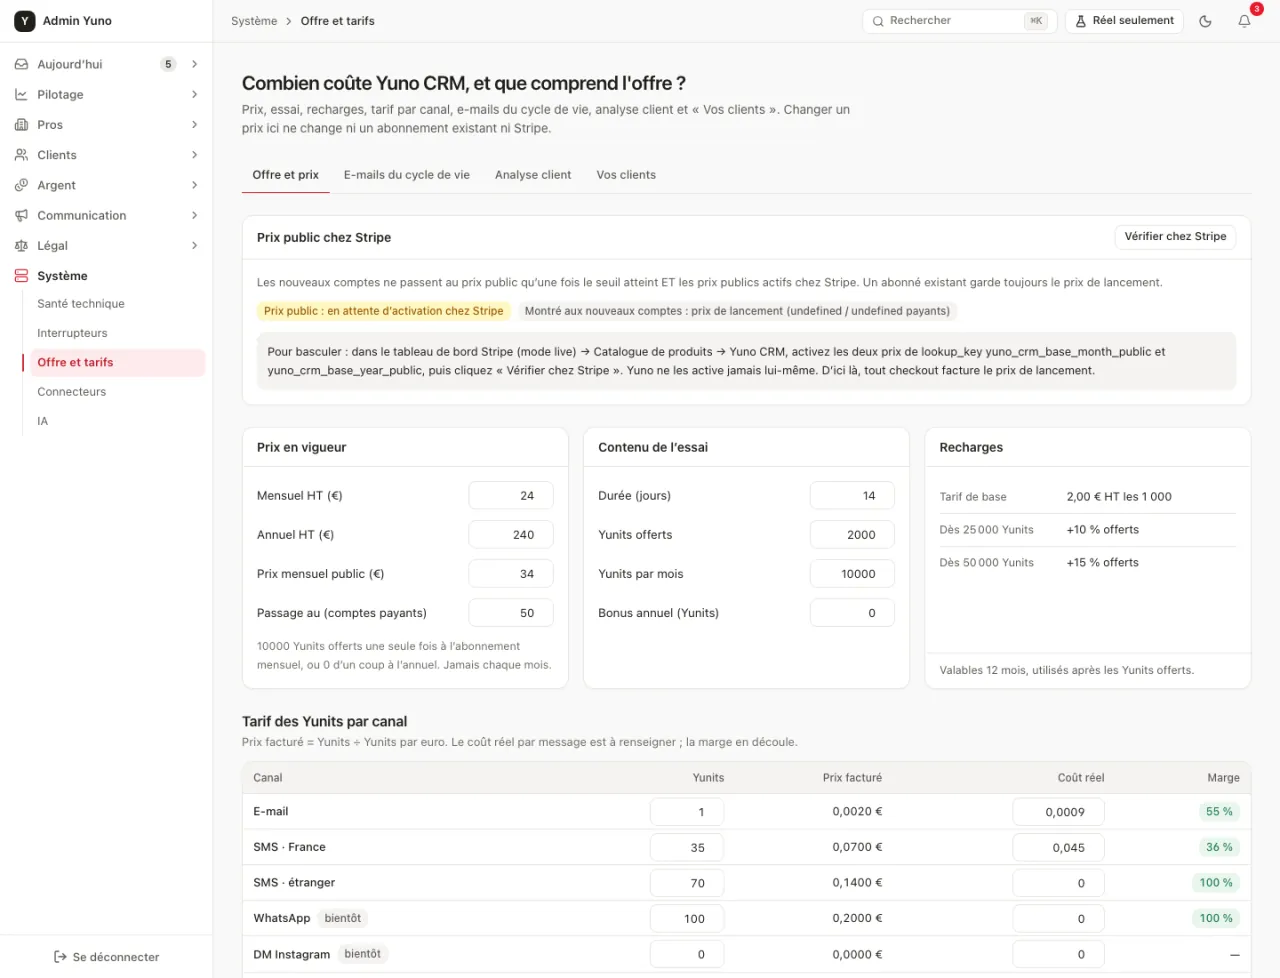 Y Admin Yuno
Système > Offre et tarifs
Rechercher ⌘K
Réel seulement
3
Aujourd'hui 5
Pilotage
Pros
Clients
Argent
Communication
Légal
Système
Santé technique
Interrupteurs
Offre et tarifs
Connecteurs
IA
Se déconnecter
Combien coûte Yuno CRM, et que comprend l'offre ?
Prix, essai, recharges, tarif par canal, e-mails du cycle de vie, analyse client et « Vos clients ». Changer un
prix ici ne change ni un abonnement existant ni Stripe.
Offre et prix
E-mails du cycle de vie
Analyse client
Vos clients
Prix public chez Stripe
Vérifier chez Stripe
Les nouveaux comptes ne passent au prix public qu'une fois le seuil atteint ET les prix publics actifs chez Stripe. Un abonné existant garde toujours le prix de lancement.
Prix public : en attente d'activation chez Stripe
Montré aux nouveaux comptes : prix de lancement (undefined / undefined payants)
Pour basculer : dans le tableau de bord Stripe (mode live) → Catalogue de produits → Yuno CRM, activez les deux prix de lookup_key yuno_crm_base_month_public et
yuno_crm_base_year_public, puis cliquez « Vérifier chez Stripe ». Yuno ne les active jamais lui-même. D'ici là, tout checkout facture le prix de lancement.
Prix en vigueur
Mensuel HT (€) 24
Annuel HT (€) 240
Prix mensuel public (€) 34
Passage au (comptes payants) 50
10000 Yunits offerts une seule fois à l'abonnement
mensuel, ou 0 d'un coup à l'annuel. Jamais chaque mois.
Contenu de l'essai
Durée (jours) 14
Yunits offerts 2000
Yunits par mois 10000
Bonus annuel (Yunits) 0
Recharges
Tarif de base 2,00 € HT les 1 000
Dès 25 000 Yunits +10 % offerts
Dès 50 000 Yunits +15 % offerts
Valables 12 mois, utilisés après les Yunits offerts.
Tarif des Yunits par canal
Prix facturé = Yunits ÷ Yunits par euro. Le coût réel par message est à renseigner ; la marge en découle.
Canal Yunits Prix facturé Coût réel Marge
E-mail 1 0,0020 € 0,0009 55 %
SMS · France 35 0,0700 € 0,045 36 %
SMS · étranger 70 0,1400 € 0 100 %
WhatsApp bientôt 100 0,2000 € 0 100 %
DM Instagram bientôt 0 0,0000 € 0 —